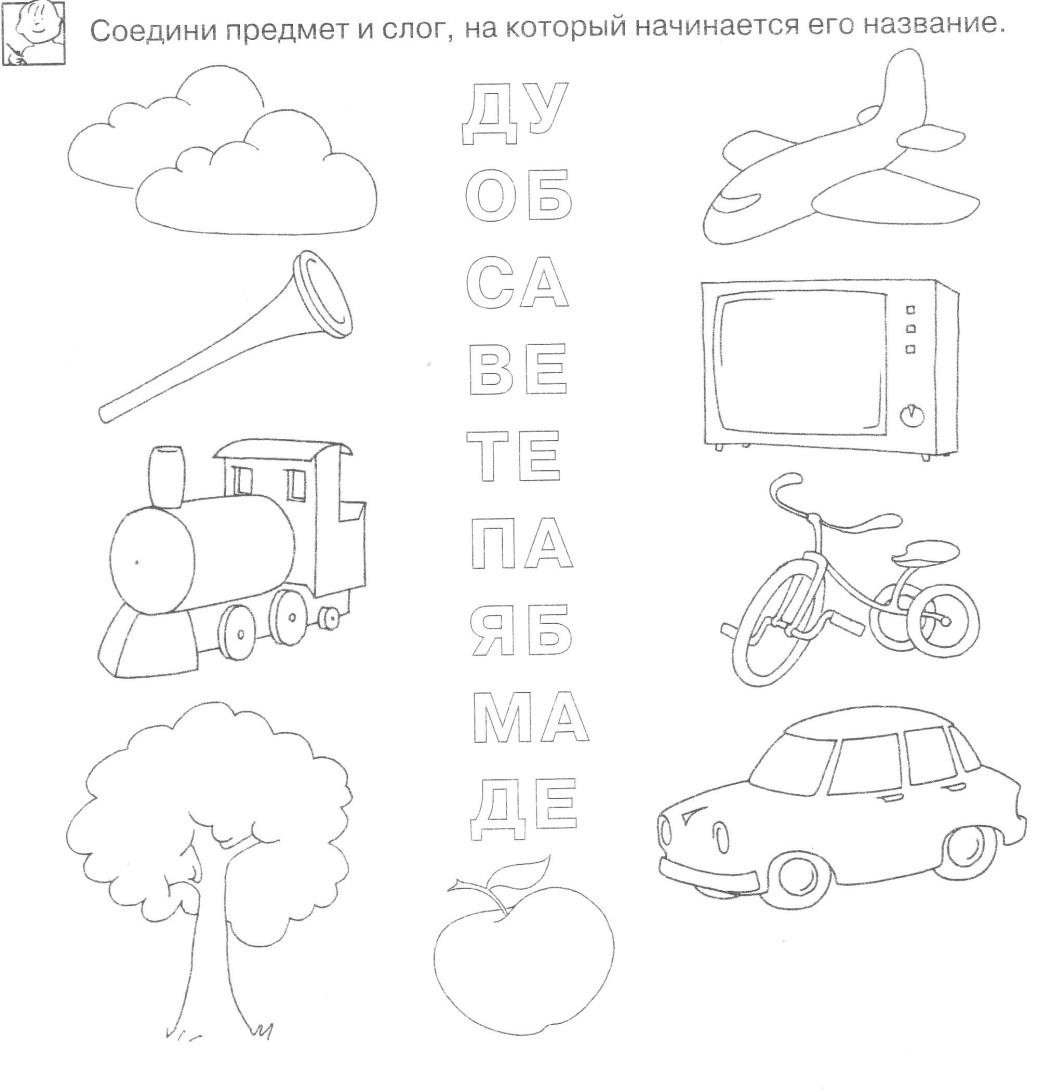 Соедини предмет и слог, на который начинается его название.
ДУ
ОБ
СА
ВЕ
ТЕ
ПА
ЯБ
МА
ДЕ